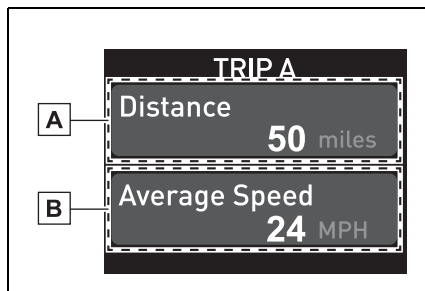 TRIP A
A
Distance
50 miles
B
Average Speed
24 MPH